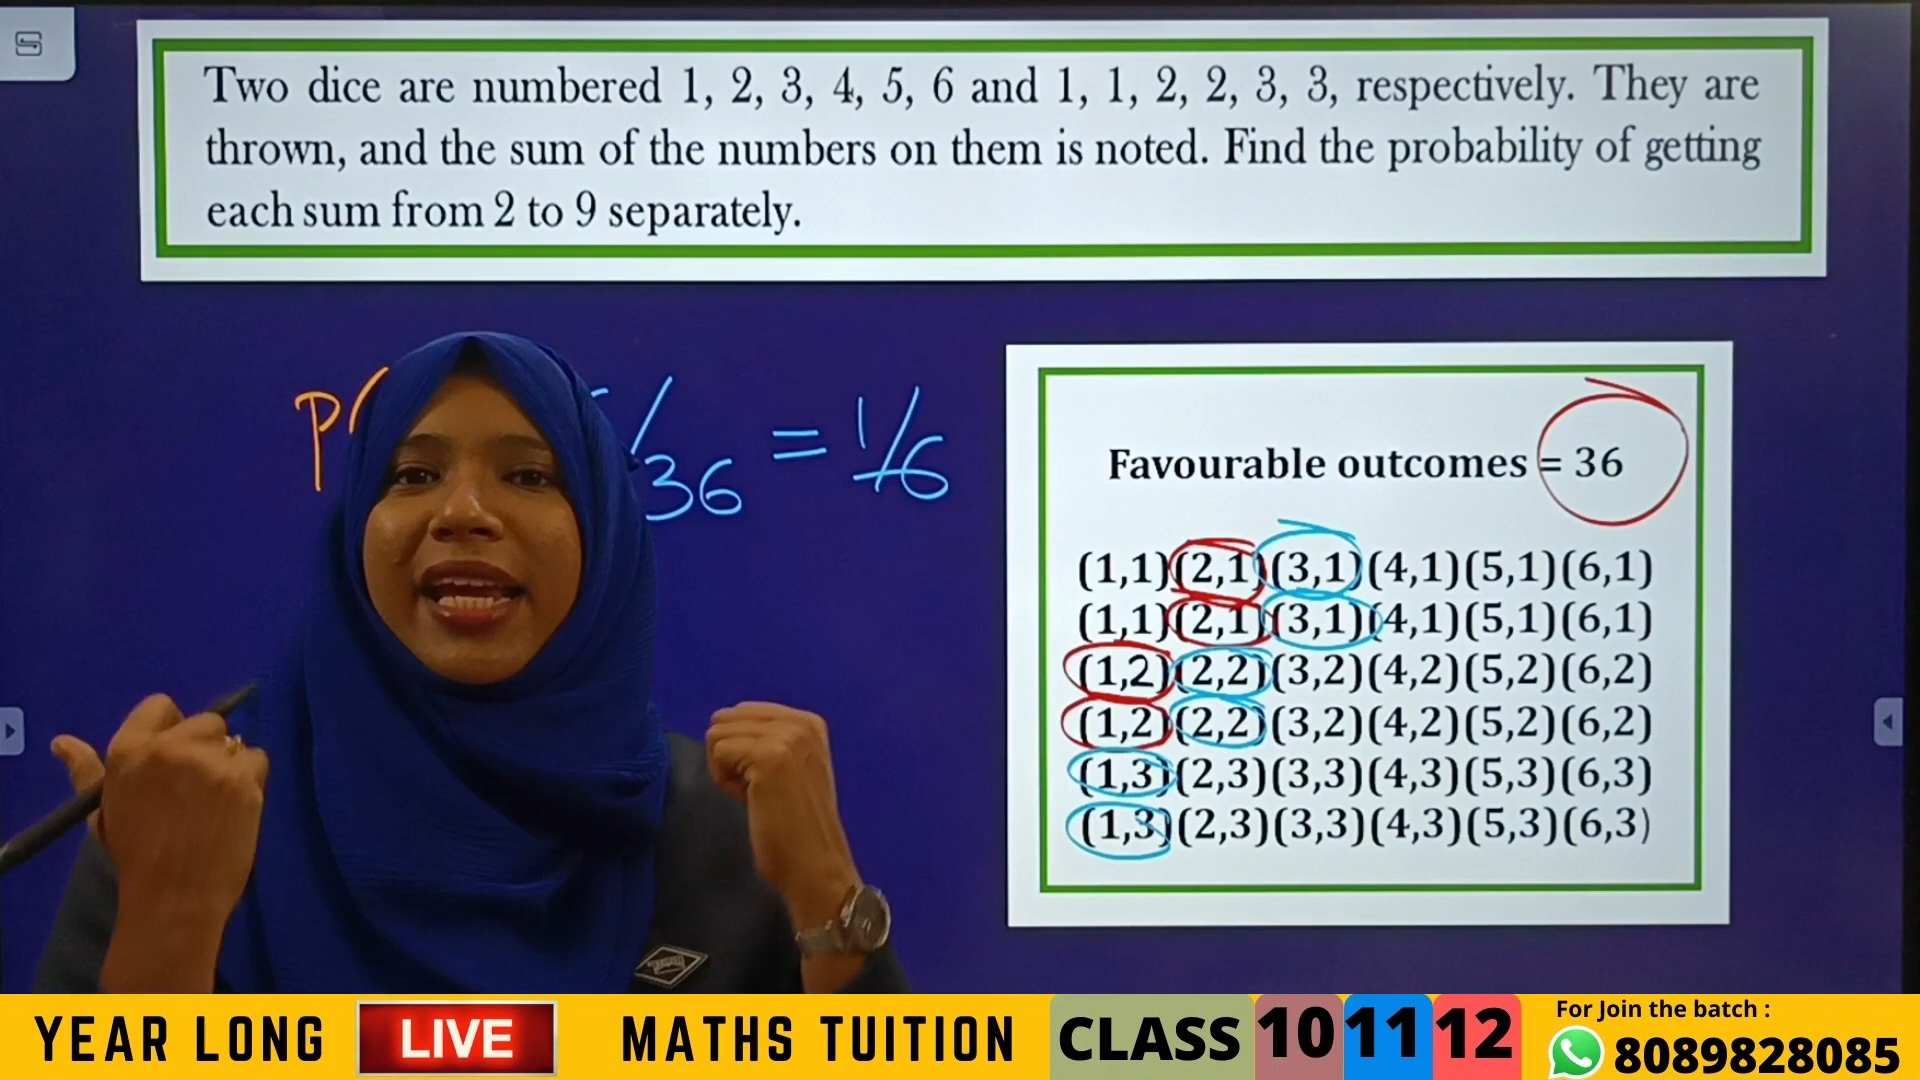 Two dice are numbered 1, 2, 3, 4, 5, 6 and 1, 1, 2, 2, 3, 3, respectively. They are
thrown, and the sum of the numbers on them is noted. Find the probability of getting
each sum from 2 to 9 separately.
P( /36 = 1/6
Favourable outcomes = 36
(1,1)(2,1)(3,1)(4,1)(5,1)(6,1)
(1,1)(2,1)(3,1)(4,1)(5,1)(6,1)
(1,2)(2,2)(3,2)(4,2)(5,2)(6,2)
(1,2)(2,2)(3,2)(4,2)(5,2)(6,2)
(1,3)(2,3)(3,3)(4,3)(5,3)(6,3)
(1,3)(2,3)(3,3)(4,3)(5,3)(6,3)
YEAR LONG LIVE MATHS TUITION CLASS 10 11 12
For Join the batch :
8089828085